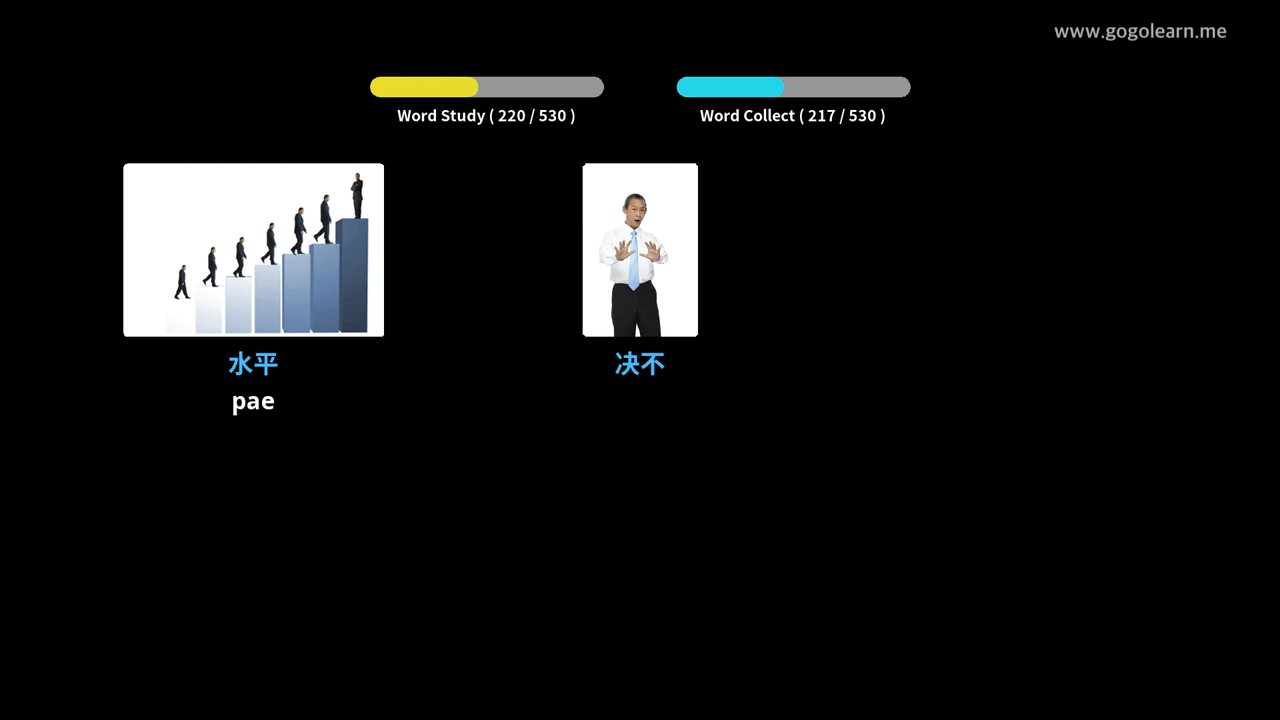 www.gogolearn.me
Word Study ( 220 / 530 )
Word Collect ( 217 / 530 )
水平
pae
决不